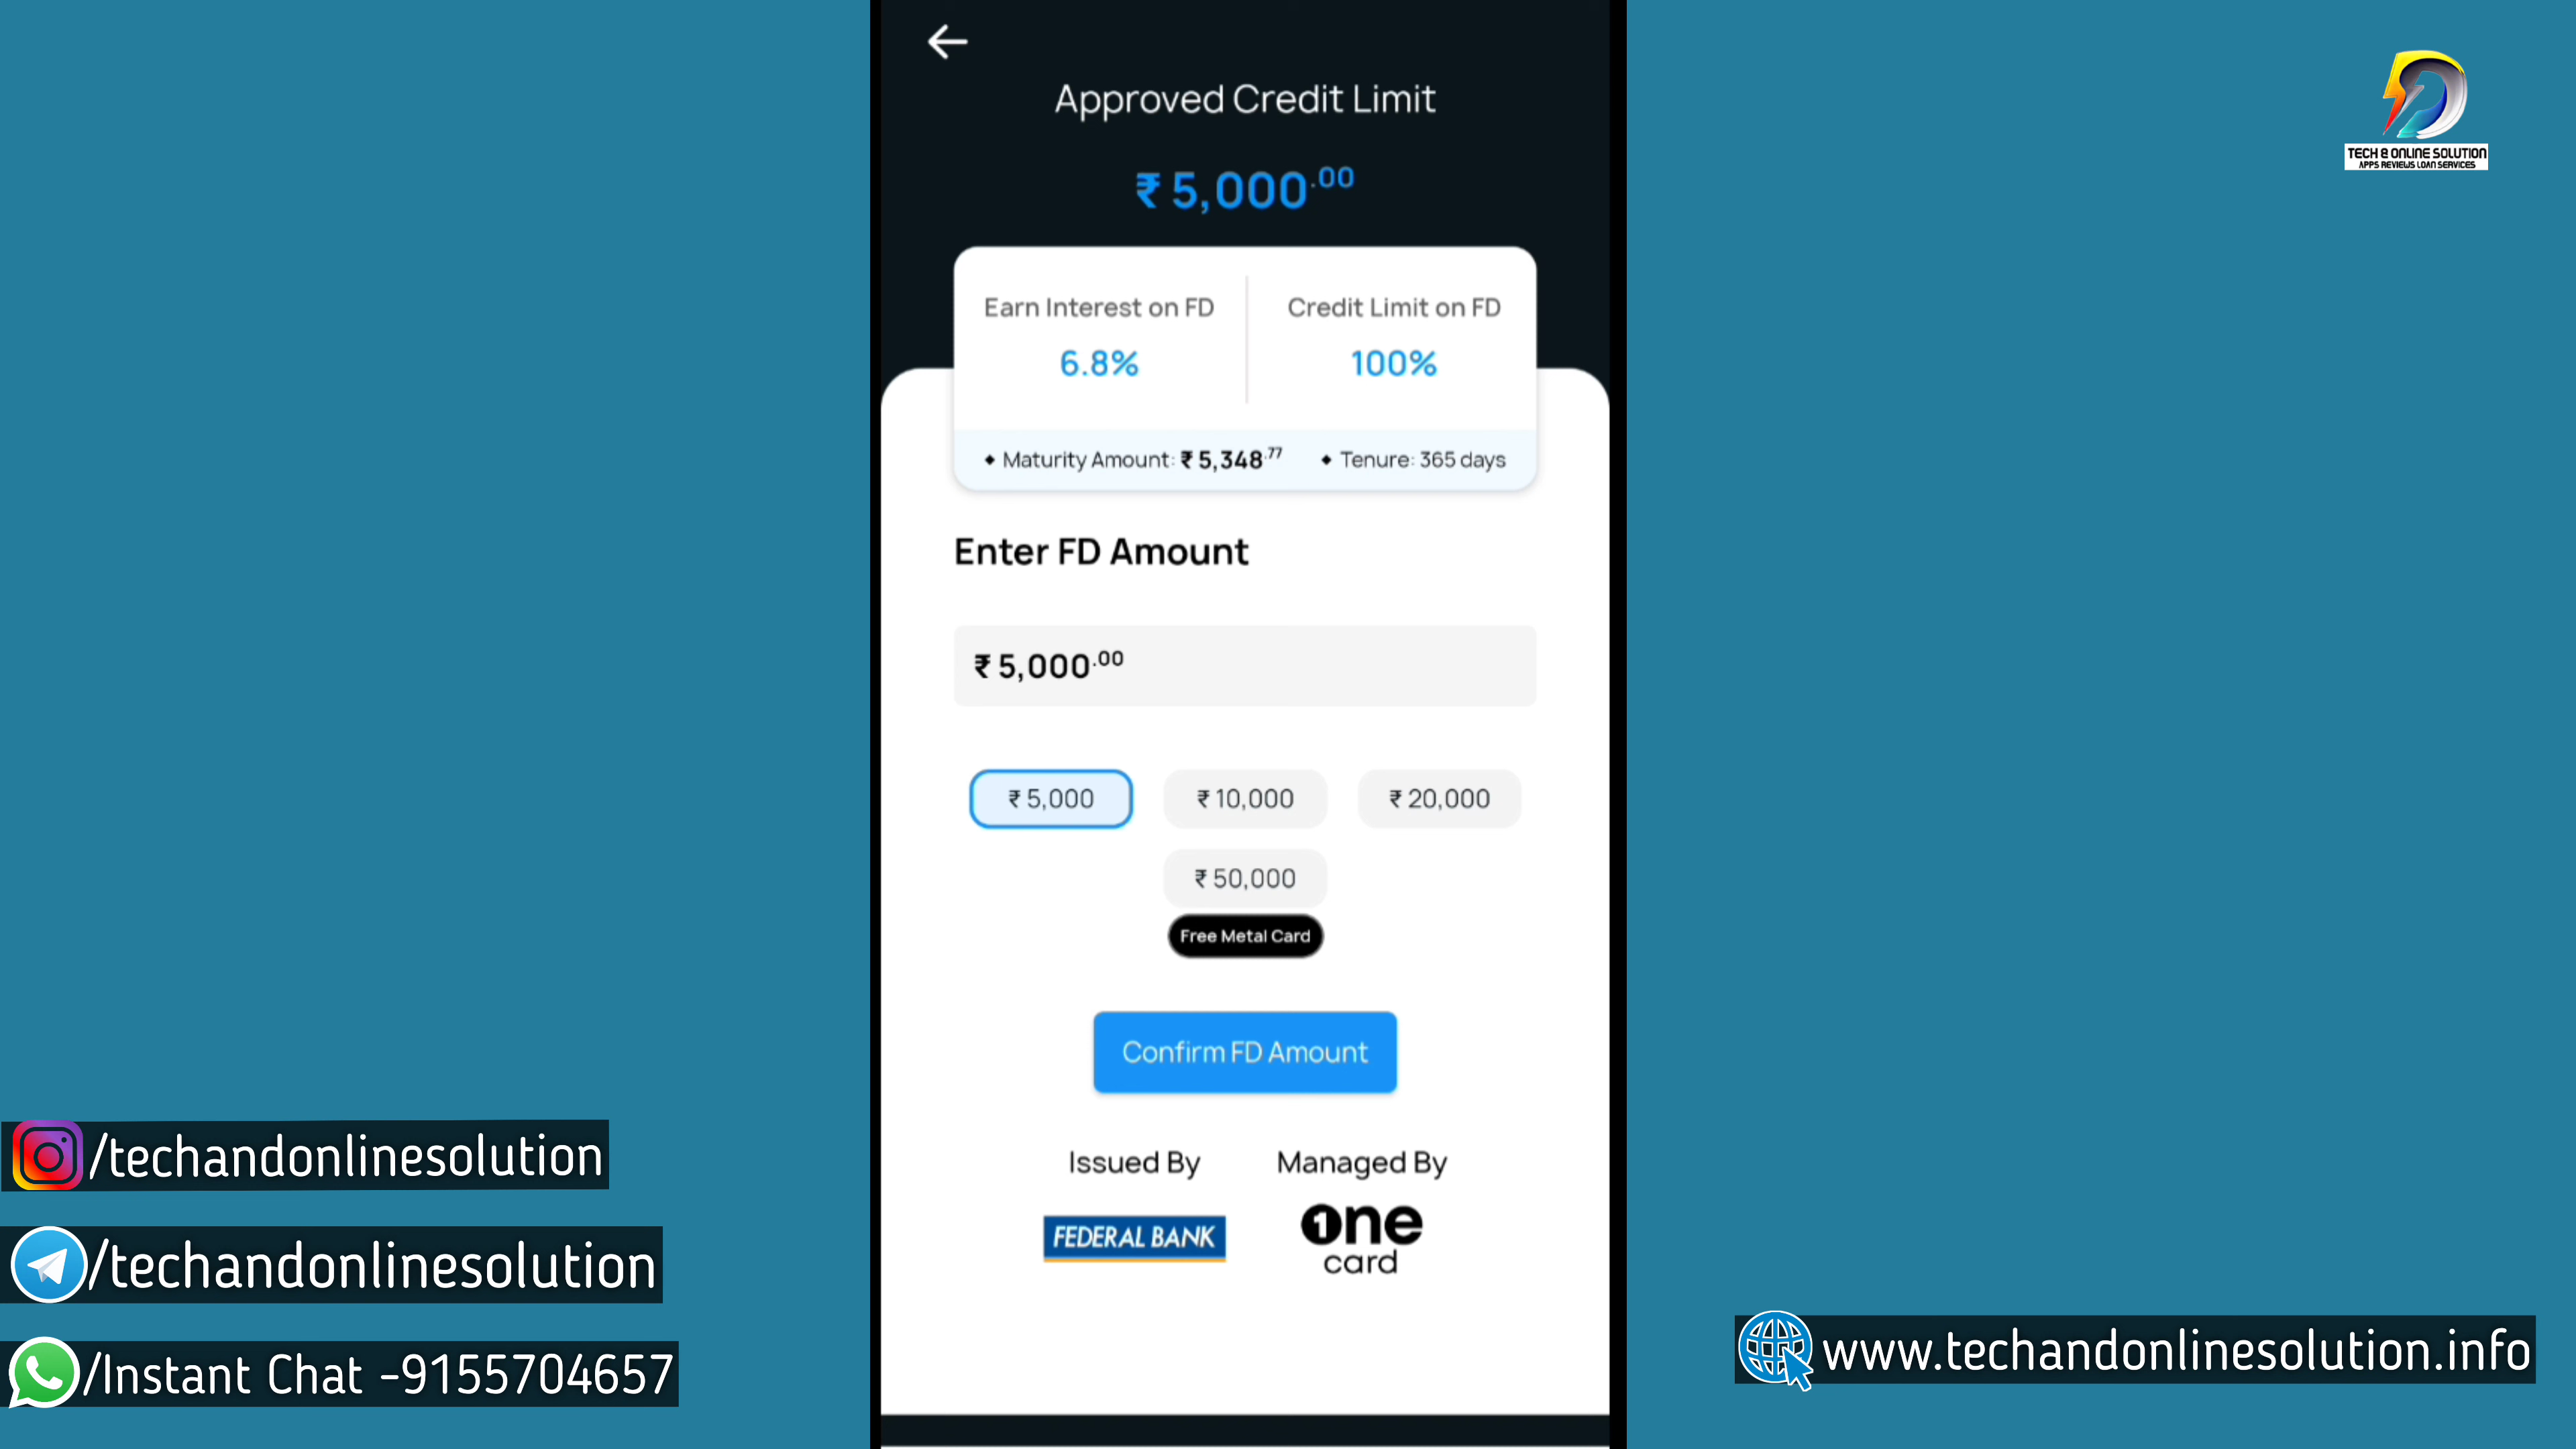 Approved Credit Limit
₹ 5,000.00
Earn Interest on FD
6.8%
Credit Limit on FD
100%
◆ Maturity Amount: ₹ 5,348.77
◆ Tenure: 365 days
Enter FD Amount
₹ 5,000.00
₹ 5,000
₹ 10,000
₹ 20,000
₹ 50,000
Free Metal Card
Confirm FD Amount
Issued By
FEDERAL BANK
Managed By
one
card
TECH & ONLINE SOLUTION
APPS REVIEWS LOAN SERVICES
/techandonlinesolution
/techandonlinesolution
/Instant Chat -9155704657
www.techandonlinesolution.info